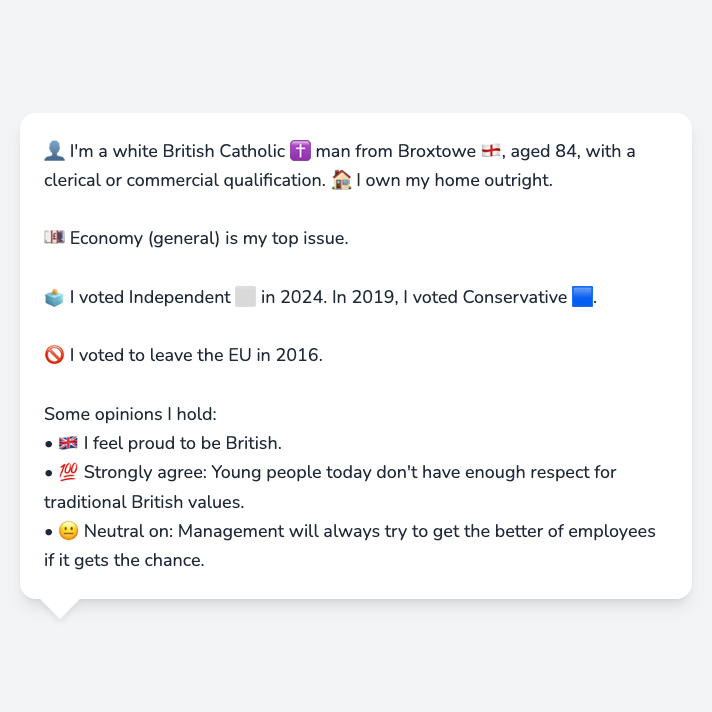 👤 I'm a white British Catholic ✝️ man from Broxtowe 🏴󠁧󠁢󠁥󠁮󠁧󠁿, aged 84, with a
clerical or commercial qualification. 🏠 I own my home outright.
💷 Economy (general) is my top issue.
🗳️ I voted Independent ⬜ in 2024. In 2019, I voted Conservative 🟦.
🚫 I voted to leave the EU in 2016.
Some opinions I hold:
• 🇬🇧 I feel proud to be British.
• 💯 Strongly agree: Young people today don't have enough respect for
traditional British values.
• 😐 Neutral on: Management will always try to get the better of employees
if it gets the chance.